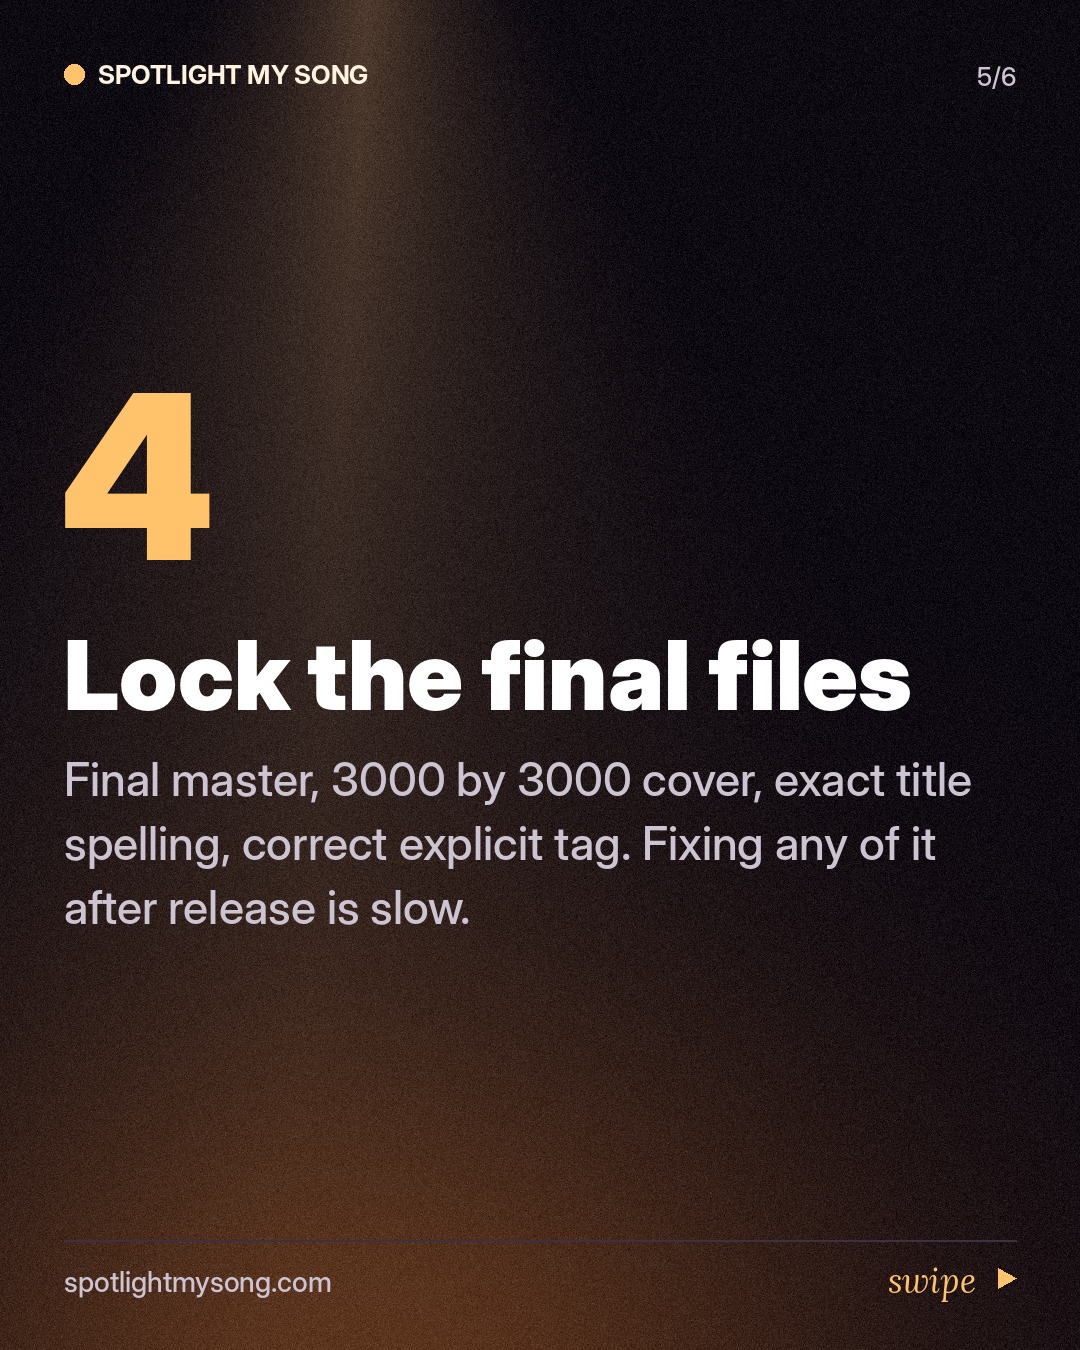 SPOTLIGHT MY SONG
5/6
4
Lock the final files
Final master, 3000 by 3000 cover, exact title
spelling, correct explicit tag. Fixing any of it
after release is slow.
spotlightmysong.com
swipe